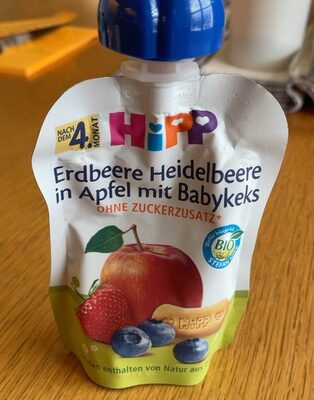 NACH DEM 4. MONAT
HiPP
Erdbeere Heidelbeere
in Apfel mit Babykeks
OHNE ZUCKERZUSATZ*
BIO
HiPP
enthalten von Natur aus